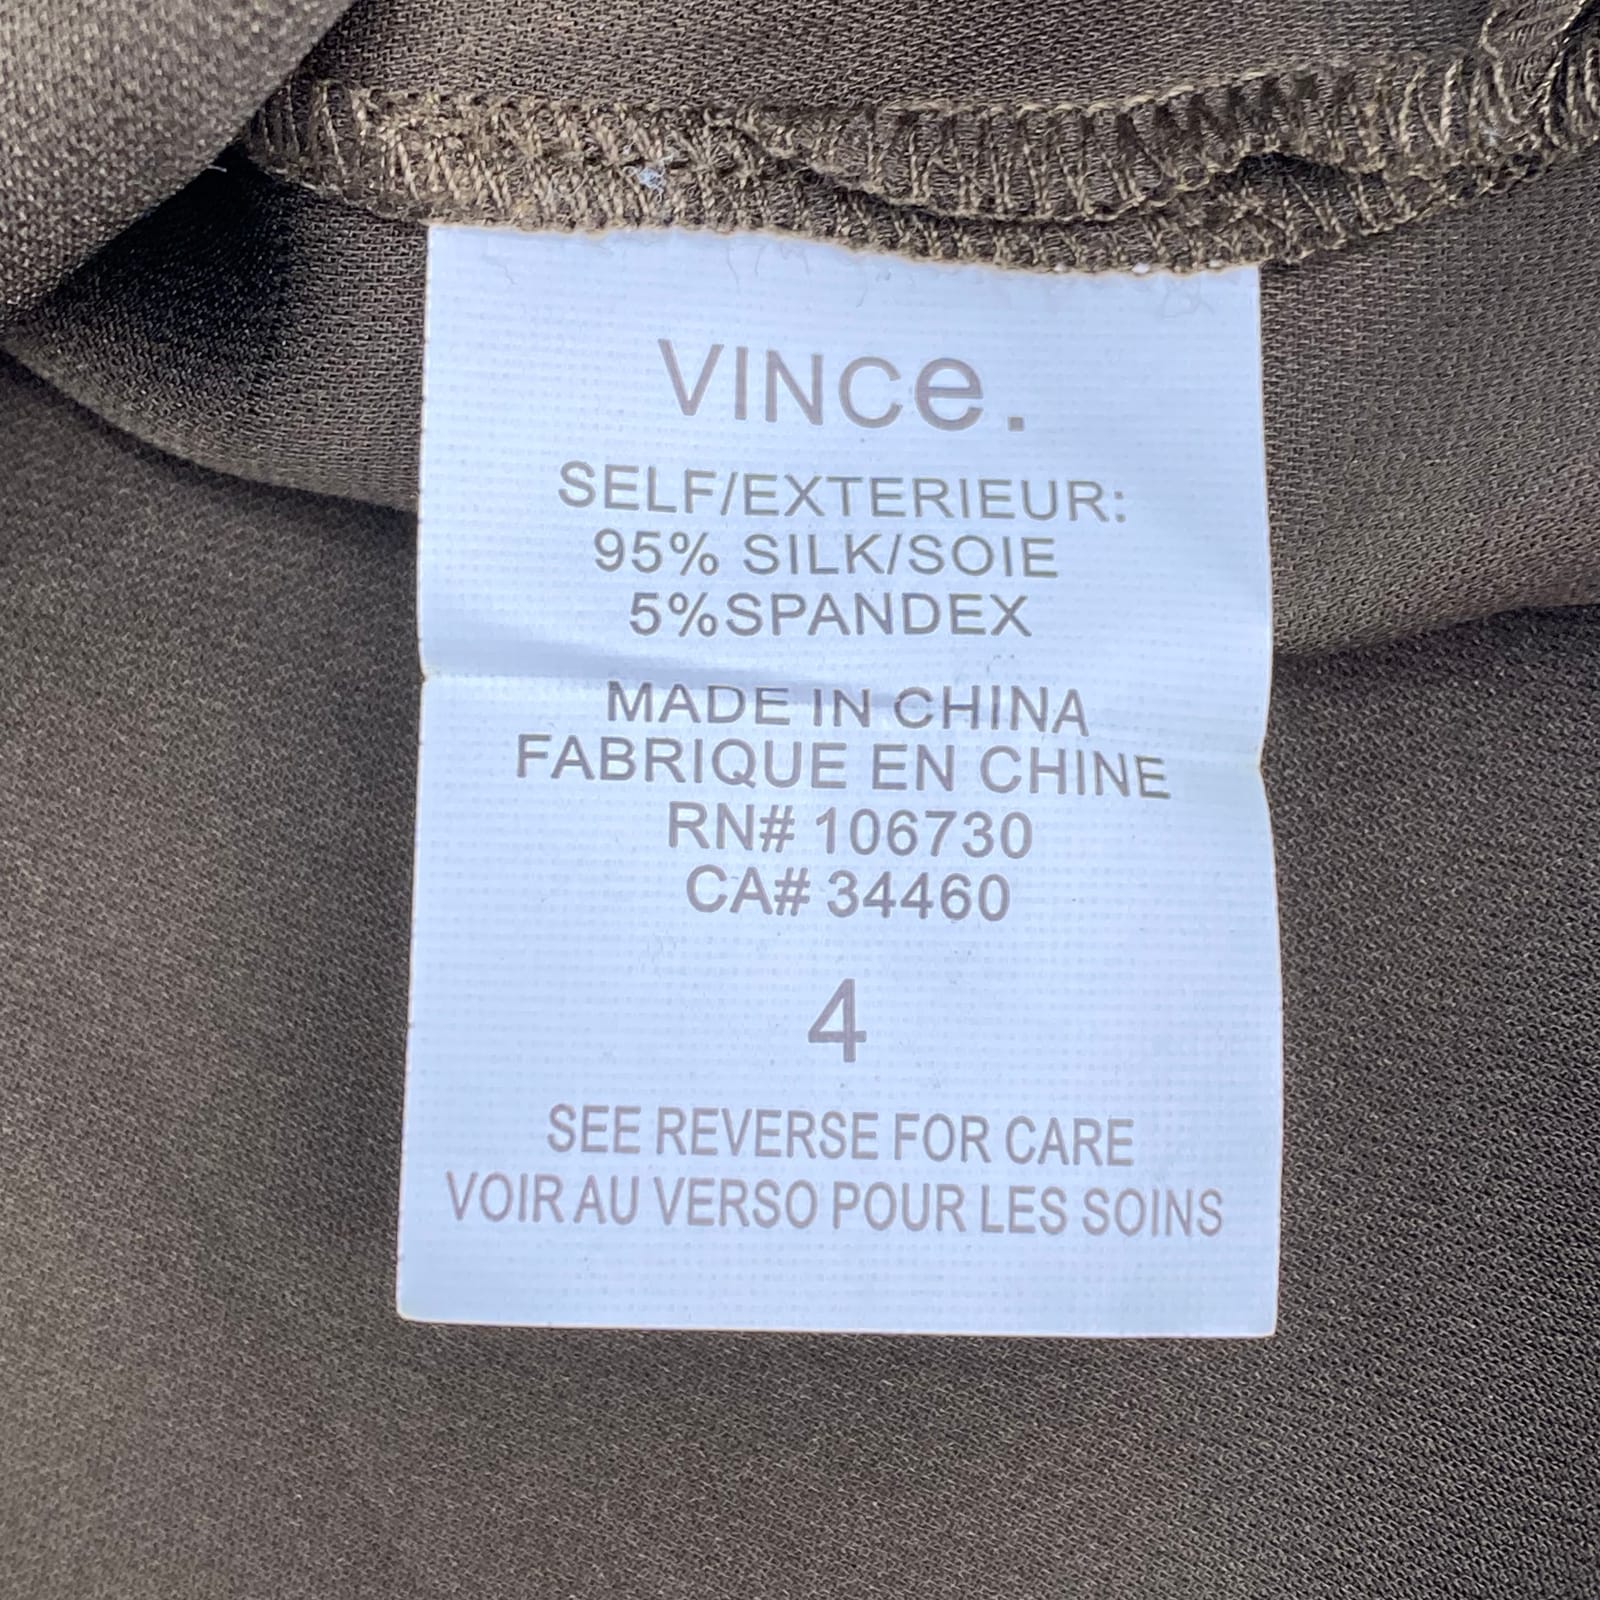 VINCe.
SELF/EXTERIEUR:
95% SILK/SOIE
5%SPANDEX
MADE IN CHINA
FABRIQUE EN CHINE
RN# 106730
CA# 34460
4
SEE REVERSE FOR CARE
VOIR AU VERSO POUR LES SOINS